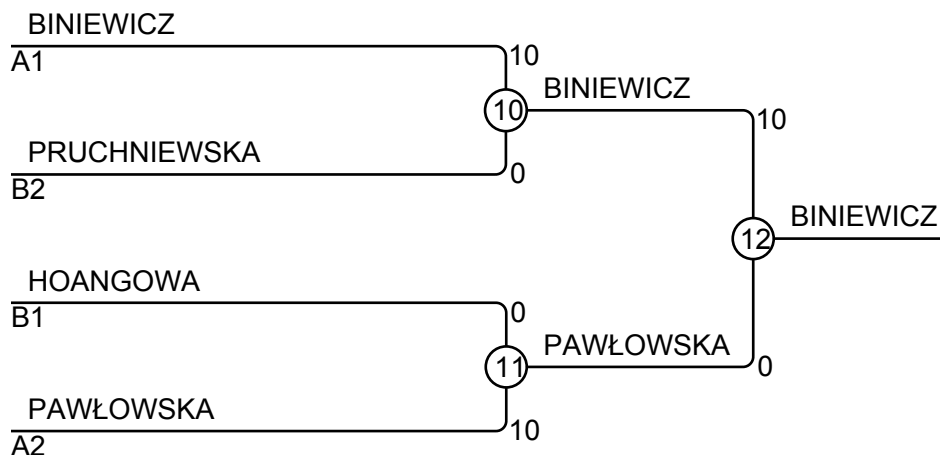 BINIEWICZ
A1
10
10
BINIEWICZ
10
PRUCHNIEWSKA
B2
0
12
BINIEWICZ
HOANGOWA
B1
0
11
PAWŁOWSKA
0
PAWŁOWSKA
A2
10